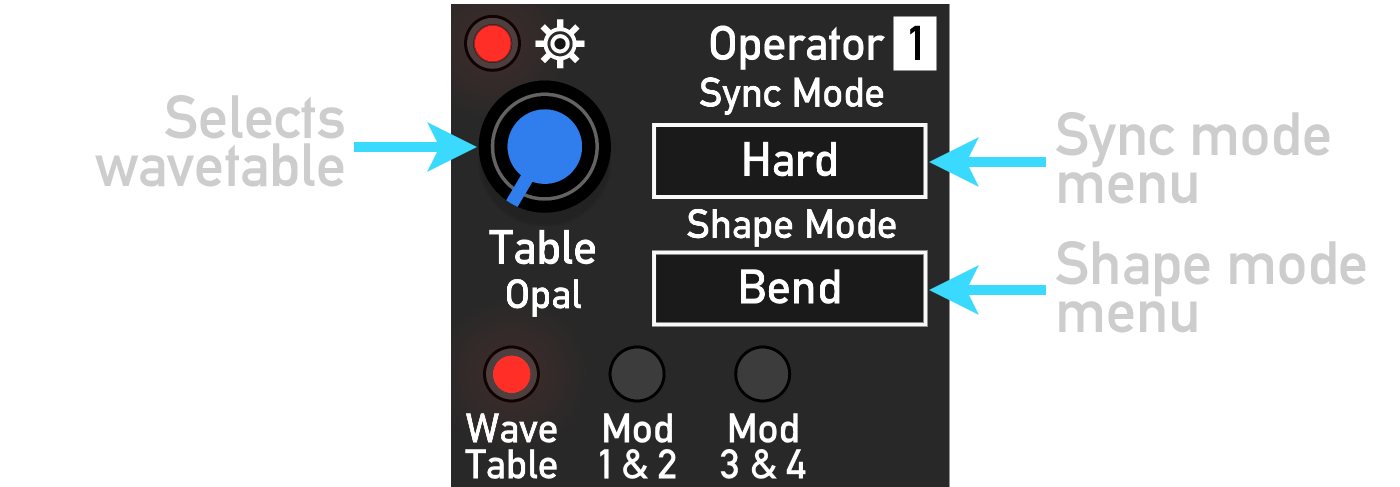 Operator 1
Sync Mode
Selects
wavetable
Hard
Sync mode
menu
Shape Mode
Table
Opal
Bend
Shape mode
menu
Wave
Table
Mod
1 & 2
Mod
3 & 4